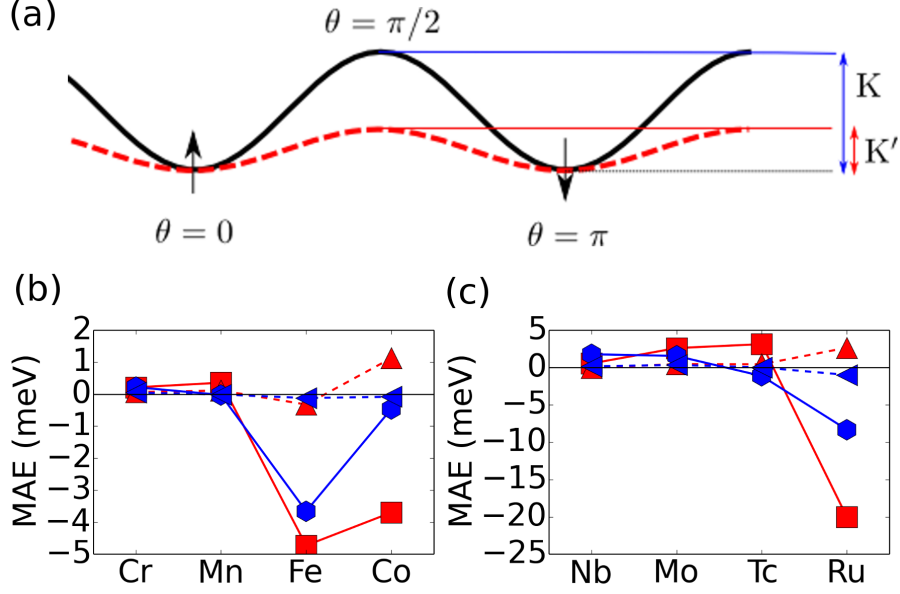 (a)
θ = π/2
K
K′
θ = 0
θ = π
(b)
MAE (meV)
2
1
0
−1
−2
−3
−4
−5
Cr Mn Fe Co
(c)
MAE (meV)
5
0
−5
−10
−15
−20
−25
Nb Mo Tc Ru